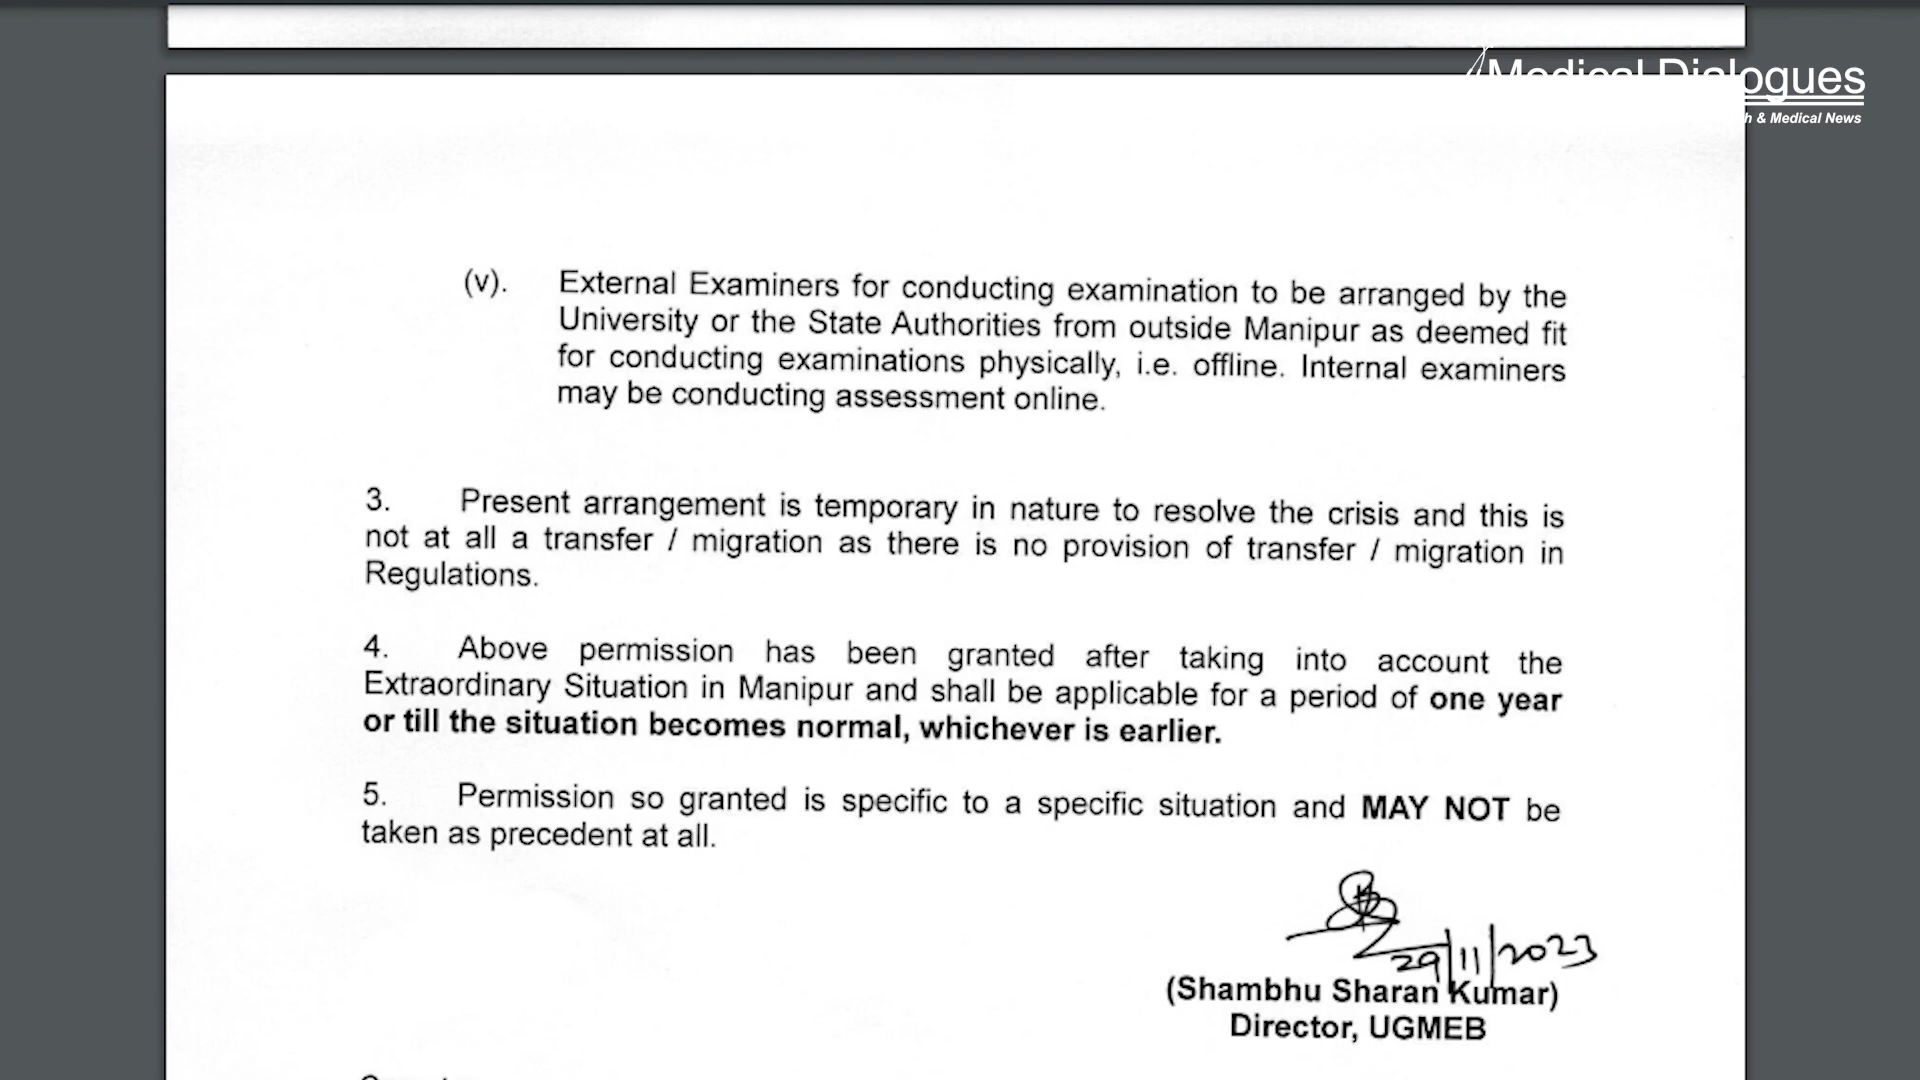 Medical Dialogues
h & Medical News
(v). External Examiners for conducting examination to be arranged by the
University or the State Authorities from outside Manipur as deemed fit
for conducting examinations physically, i.e. offline. Internal examiners
may be conducting assessment online.
3. Present arrangement is temporary in nature to resolve the crisis and this is
not at all a transfer / migration as there is no provision of transfer / migration in
Regulations.
4. Above permission has been granted after taking into account the
Extraordinary Situation in Manipur and shall be applicable for a period of one year
or till the situation becomes normal, whichever is earlier.
5. Permission so granted is specific to a specific situation and MAY NOT be
taken as precedent at all.
29/11/2023
(Shambhu Sharan Kumar)
Director, UGMEB